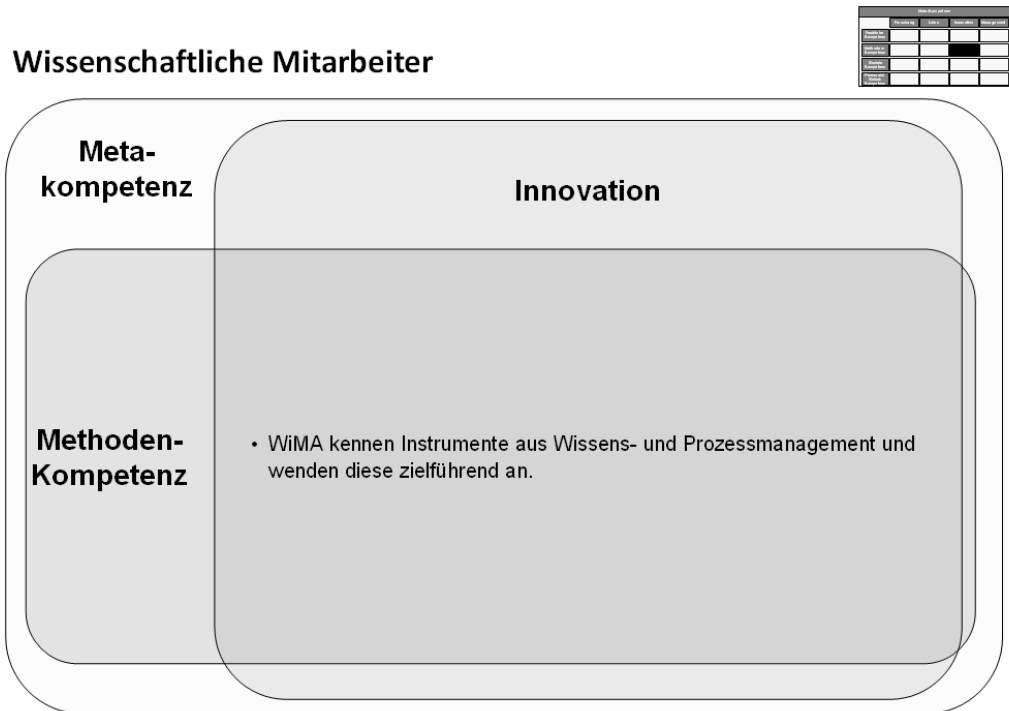 Wissenschaftliche Mitarbeiter
Meta-
kompetenz
Innovation
Methoden-
Kompetenz
• WiMA kennen Instrumente aus Wissens- und Prozessmanagement und
wenden diese zielführend an.